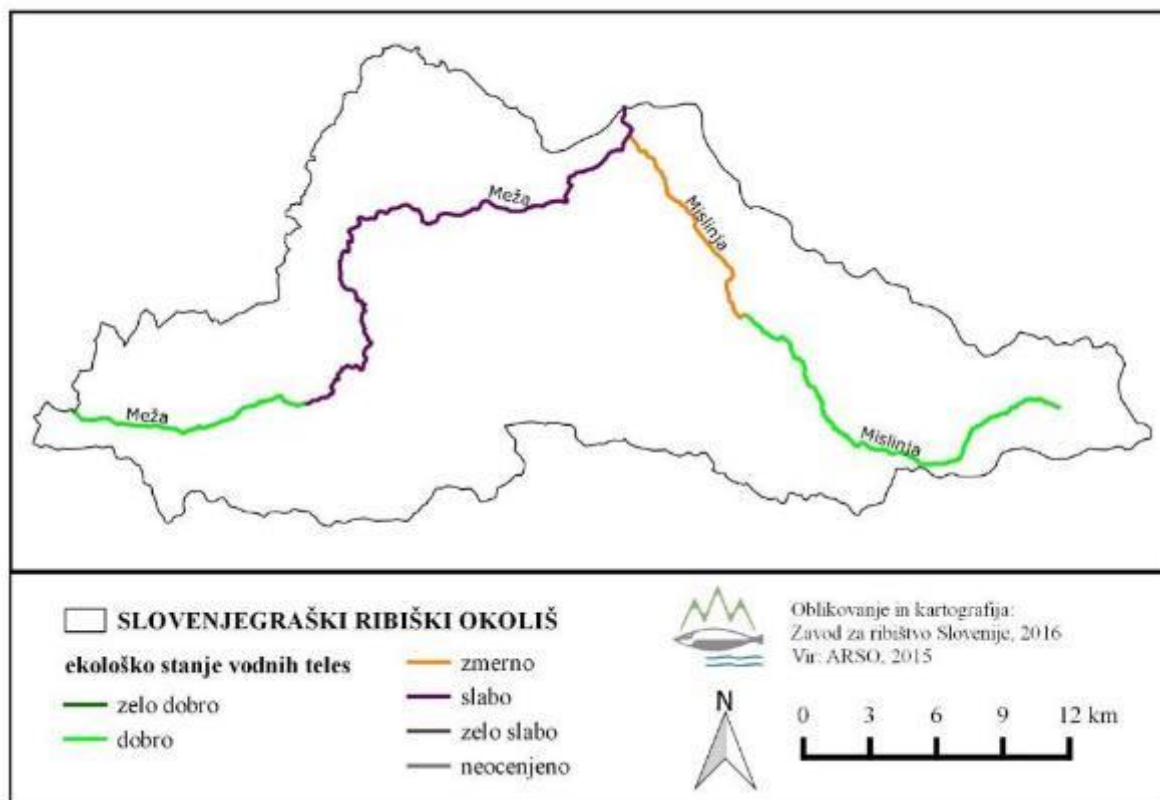 Meža
Mislinja
Meža
Mislinja
SLOVENJEGRAŠKI RIBIŠKI OKOLIŠ
ekološko stanje vodnih teles
zelo dobro
dobro
zmerno
slabo
zelo slabo
neocenjeno
Oblikovanje in kartografija:
Zavod za ribištvo Slovenije, 2016
Vir: ARSO, 2015
N
0 3 6 9 12 km